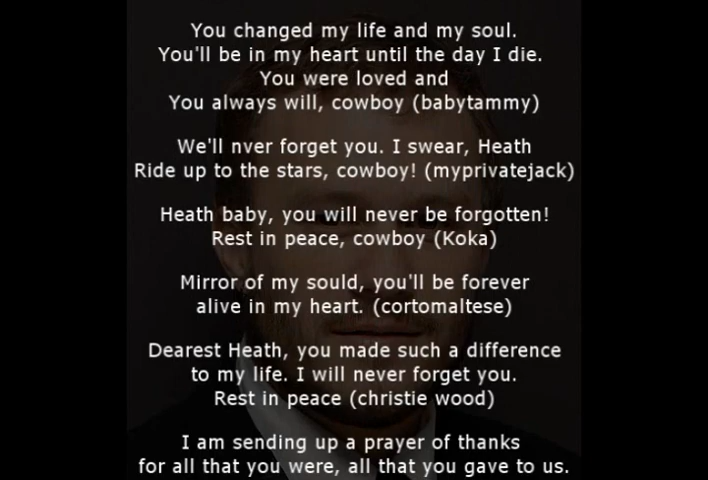 You changed my life and my soul.
You'll be in my heart until the day I die.
You were loved and
You always will, cowboy (babytammy)
We'll nver forget you. I swear, Heath
Ride up to the stars, cowboy! (myprivatejack)
Heath baby, you will never be forgotten!
Rest in peace, cowboy (Koka)
Mirror of my sould, you'll be forever
alive in my heart. (cortomaltese)
Dearest Heath, you made such a difference
to my life. I will never forget you.
Rest in peace (christie wood)
I am sending up a prayer of thanks
for all that you were, all that you gave to us.